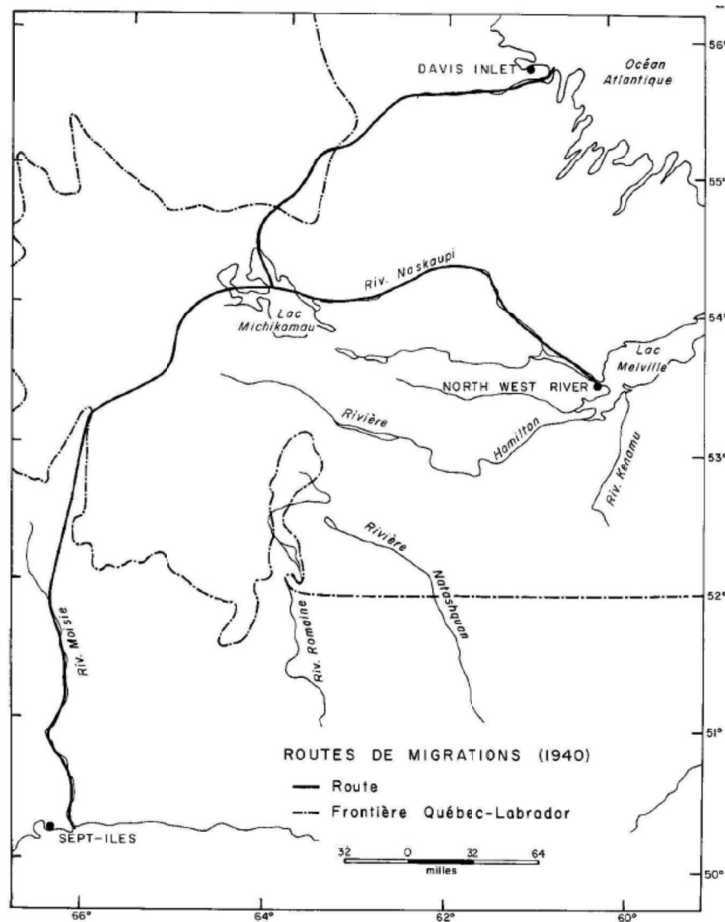 56°
DAVIS INLET
Océan
Atlantique
55°
Riv. Naskaupi
Lac
Michikamau
54°
Lac
Melville
NORTH WEST RIVER
Rivière
Hamilton
Riv. Kenamu
53°
Rivière
Natashquan
52°
Riv. Moisie
Riv. Romaine
51°
ROUTES DE MIGRATIONS (1940)
Route
Frontière Québec-Labrador
SEPT-ILES
32 0 32 64
milles
50°
66° 64° 62° 61° 60°